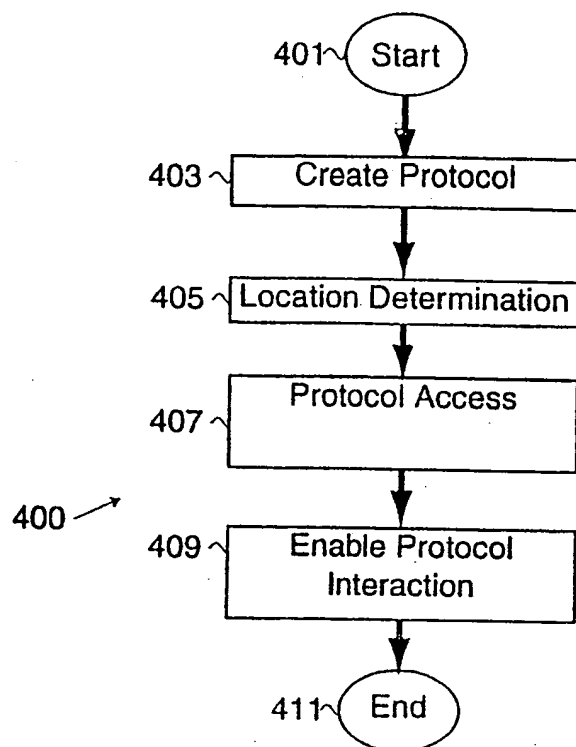 401 Start
403 Create Protocol
405 Location Determination
Protocol Access
407
400
409 Enable Protocol
Interaction
411 End